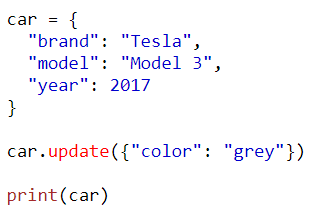 car = {
  "brand": "Tesla",
  "model": "Model 3",
  "year": 2017
}
car.update({"color": "grey"})
print(car)